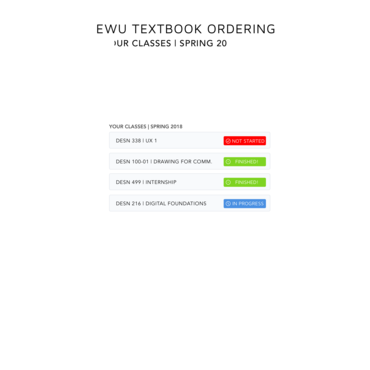 EWU TEXTBOOK ORDERING
OUR CLASSES | SPRING 20
YOUR CLASSES | SPRING 2018
DESN 338 | UX 1 NOT STARTED
DESN 100-01 | DRAWING FOR COMM. FINISHED!
DESN 499 | INTERNSHIP FINISHED!
DESN 216 | DIGITAL FOUNDATIONS IN PROGRESS